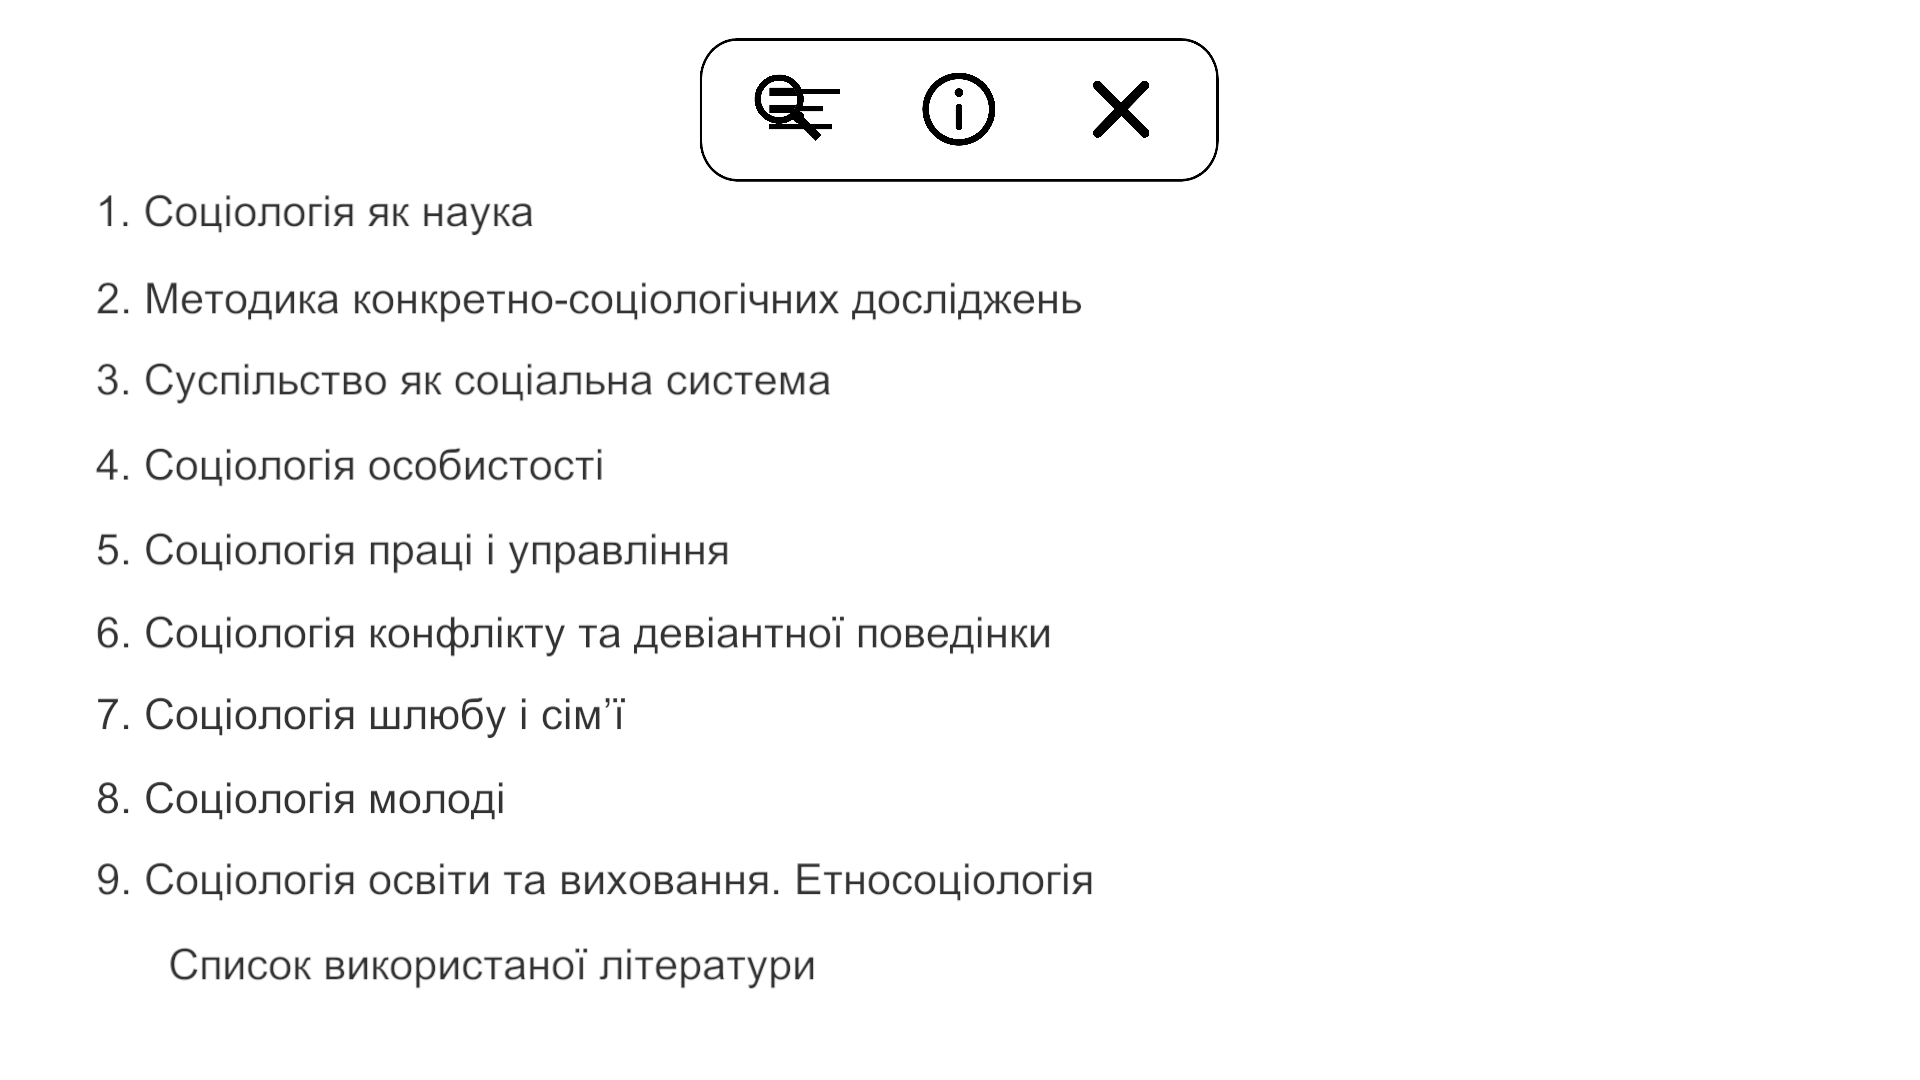 1. Соціологія як наука
2. Методика конкретно-соціологічних досліджень
3. Суспільство як соціальна система
4. Соціологія особистості
5. Соціологія праці і управління
6. Соціологія конфлікту та девіантної поведінки
7. Соціологія шлюбу і сім’ї
8. Соціологія молоді
9. Соціологія освіти та виховання. Етносоціологія
Список використаної літератури